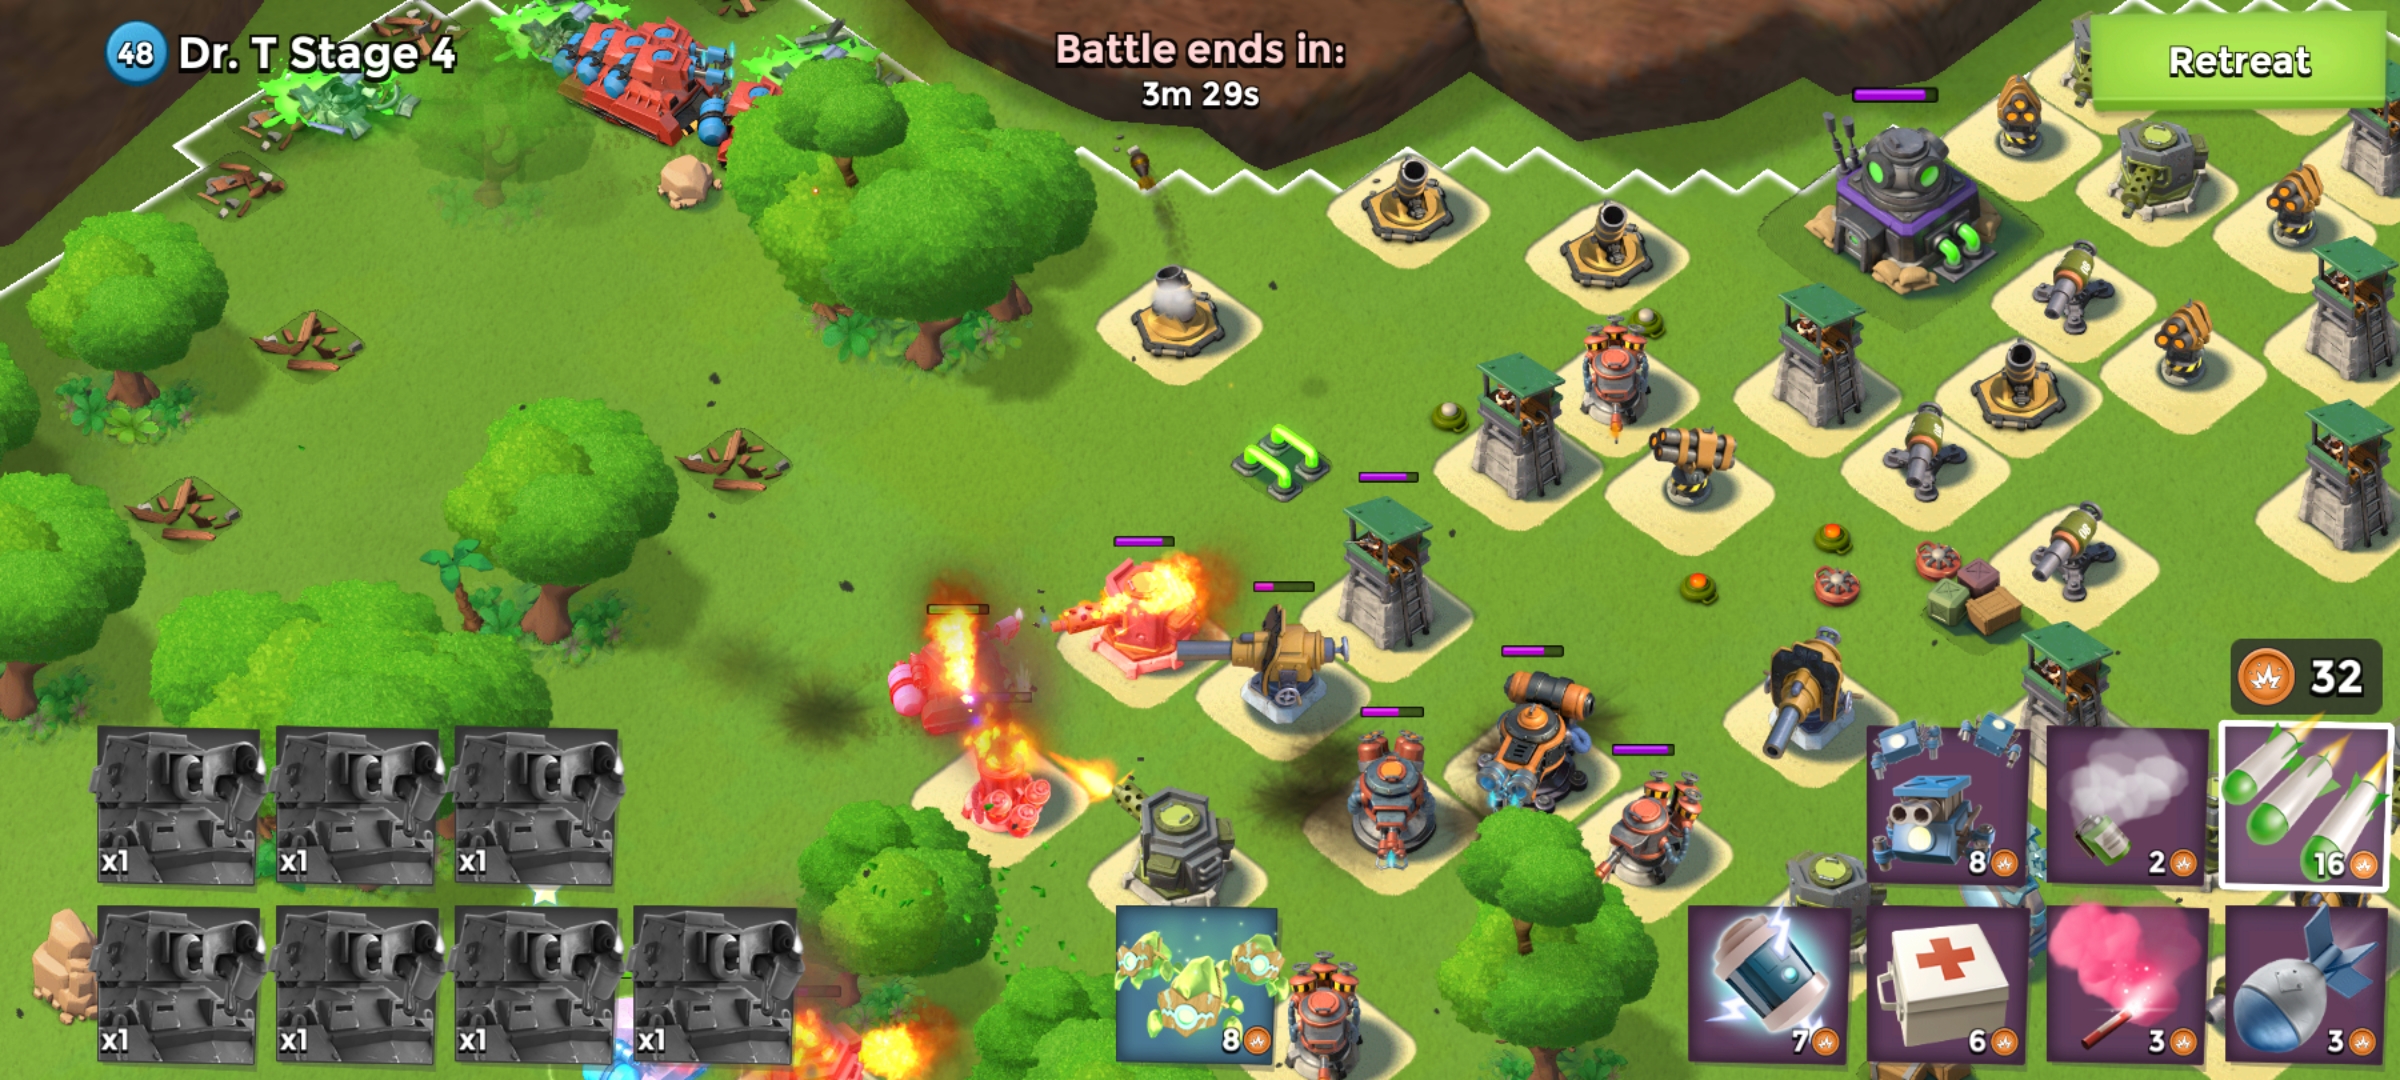 48 Dr. T Stage 4
Battle ends in:
3m 29s
Retreat
32
x1 x1 x1
8 2 16
x1 x1 x1 x1
8 7 6 3 3